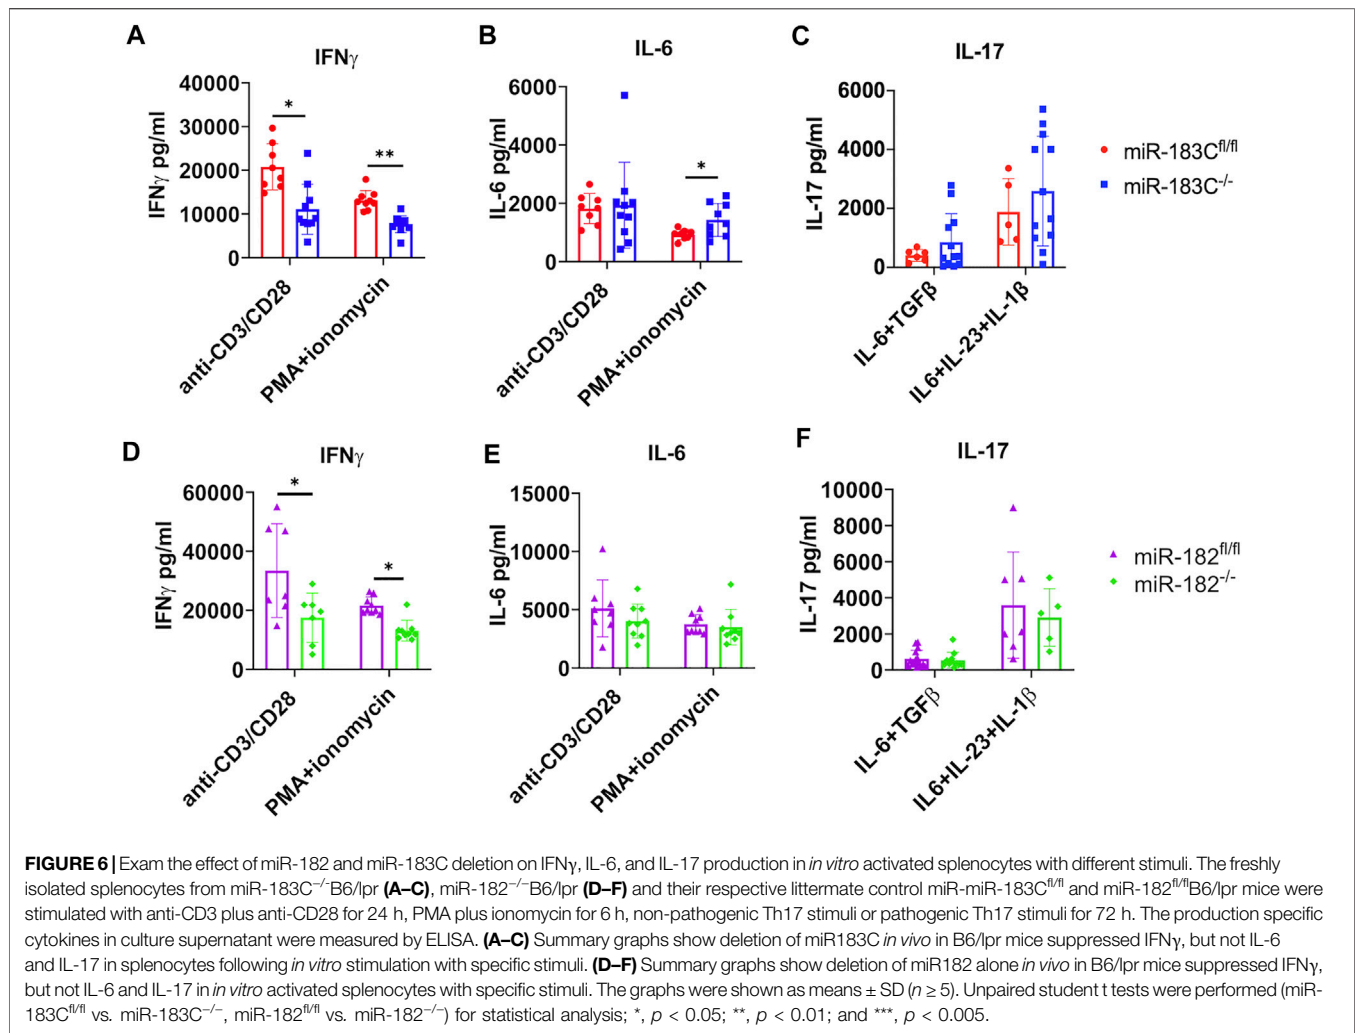 A
IFNγ
IFNγ pg/ml
40000
30000
20000
10000
0
*
**
anti-CD3/CD28
PMA+ionomycin
B
IL-6
IL-6 pg/ml
6000
4000
2000
0
*
anti-CD3/CD28
PMA+ionomycin
C
IL-17
IL-17 pg/ml
6000
4000
2000
0
IL-6+TGFβ
IL6+IL-23+IL-1β
miR-183Cfl/fl
miR-183C-/-
D
IFNγ
IFNγ pg/ml
60000
40000
20000
0
*
*
anti-CD3/CD28
PMA+ionomycin
E
IL-6
IL-6 pg/ml
15000
10000
5000
0
anti-CD3/CD28
PMA+ionomycin
F
IL-17
IL-17 pg/ml
10000
8000
6000
4000
2000
0
IL-6+TGFβ
IL6+IL-23+IL-1β
miR-182fl/fl
miR-182-/-
FIGURE 6 | Exam the effect of miR-182 and miR-183C deletion on IFNγ, IL-6, and IL-17 production in in vitro activated splenocytes with different stimuli. The freshly
isolated splenocytes from miR-183C−/−B6/lpr (A–C), miR-182−/−B6/lpr (D–F) and their respective littermate control miR-miR-183Cfl/fl and miR-182fl/flB6/lpr mice were
stimulated with anti-CD3 plus anti-CD28 for 24 h, PMA plus ionomycin for 6 h, non-pathogenic Th17 stimuli or pathogenic Th17 stimuli for 72 h. The production specific
cytokines in culture supernatant were measured by ELISA. (A–C) Summary graphs show deletion of miR183C in vivo in B6/lpr mice suppressed IFNγ, but not IL-6
and IL-17 in splenocytes following in vitro stimulation with specific stimuli. (D–F) Summary graphs show deletion of miR182 alone in vivo in B6/lpr mice suppressed IFNγ,
but not IL-6 and IL-17 in in vitro activated splenocytes with specific stimuli. The graphs were shown as means ± SD (n ≥ 5). Unpaired student t tests were performed (miR-
183Cfl/fl vs. miR-183C−/−, miR-182fl/fl vs. miR-182−/−) for statistical analysis; *, p < 0.05; **, p < 0.01; and ***, p < 0.005.